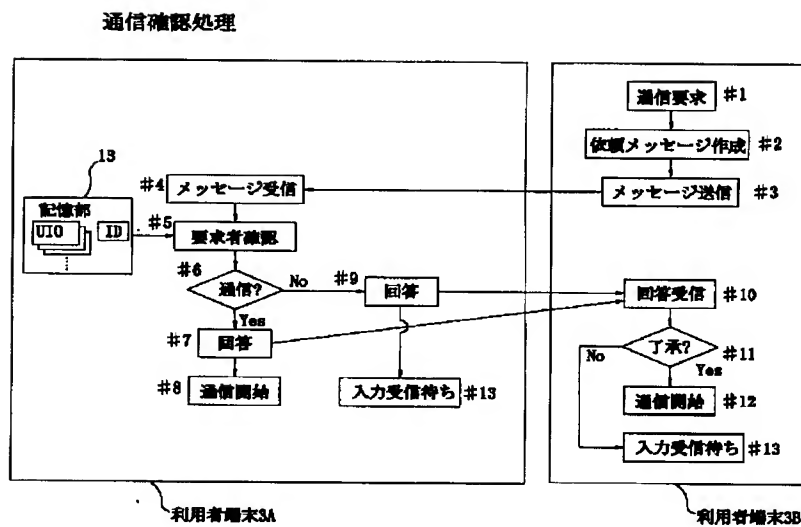 通信確認処理
通信要求 #1
依頼メッセージ作成 #2
メッセージ送信 #3
13
#4 メッセージ受信
記憶部
UIO
ID
#5
要求者確認
#6
通信?
No
Yes
#9
回答
#7
回答
#8
通信開始
入力受信待ち #13
回答受信 #10
了承? #11
No
Yes
通信開始 #12
入力受信待ち #13
利用者端末3A
利用者端末3B